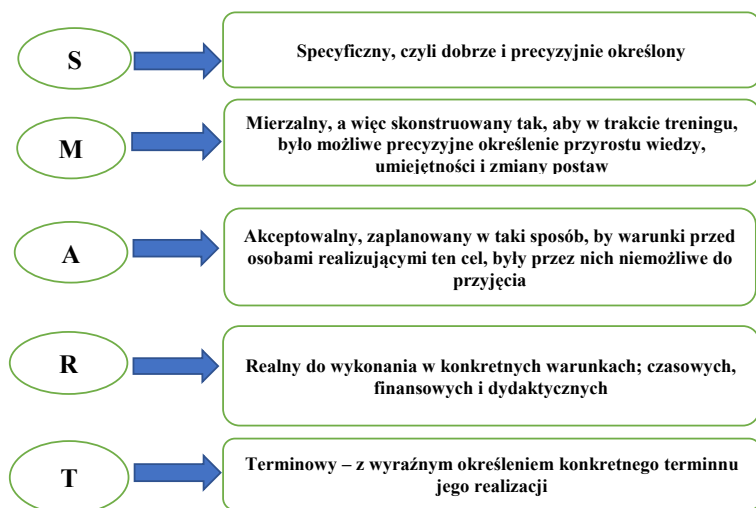 S
Specyficzny, czyli dobrze i precyzyjnie określony
M
Mierzalny, a więc skonstruowany tak, aby w trakcie treningu,
było możliwe precyzyjne określenie przyrostu wiedzy,
umiejętności i zmiany postaw
A
Akceptowalny, zaplanowany w taki sposób, by warunki przed
osobami realizującymi ten cel, były przez nich niemożliwe do
przyjęcia
R
Realny do wykonania w konkretnych warunkach; czasowych,
finansowych i dydaktycznych
T
Terminowy – z wyraźnym określeniem konkretnego terminnu
jego realizacji